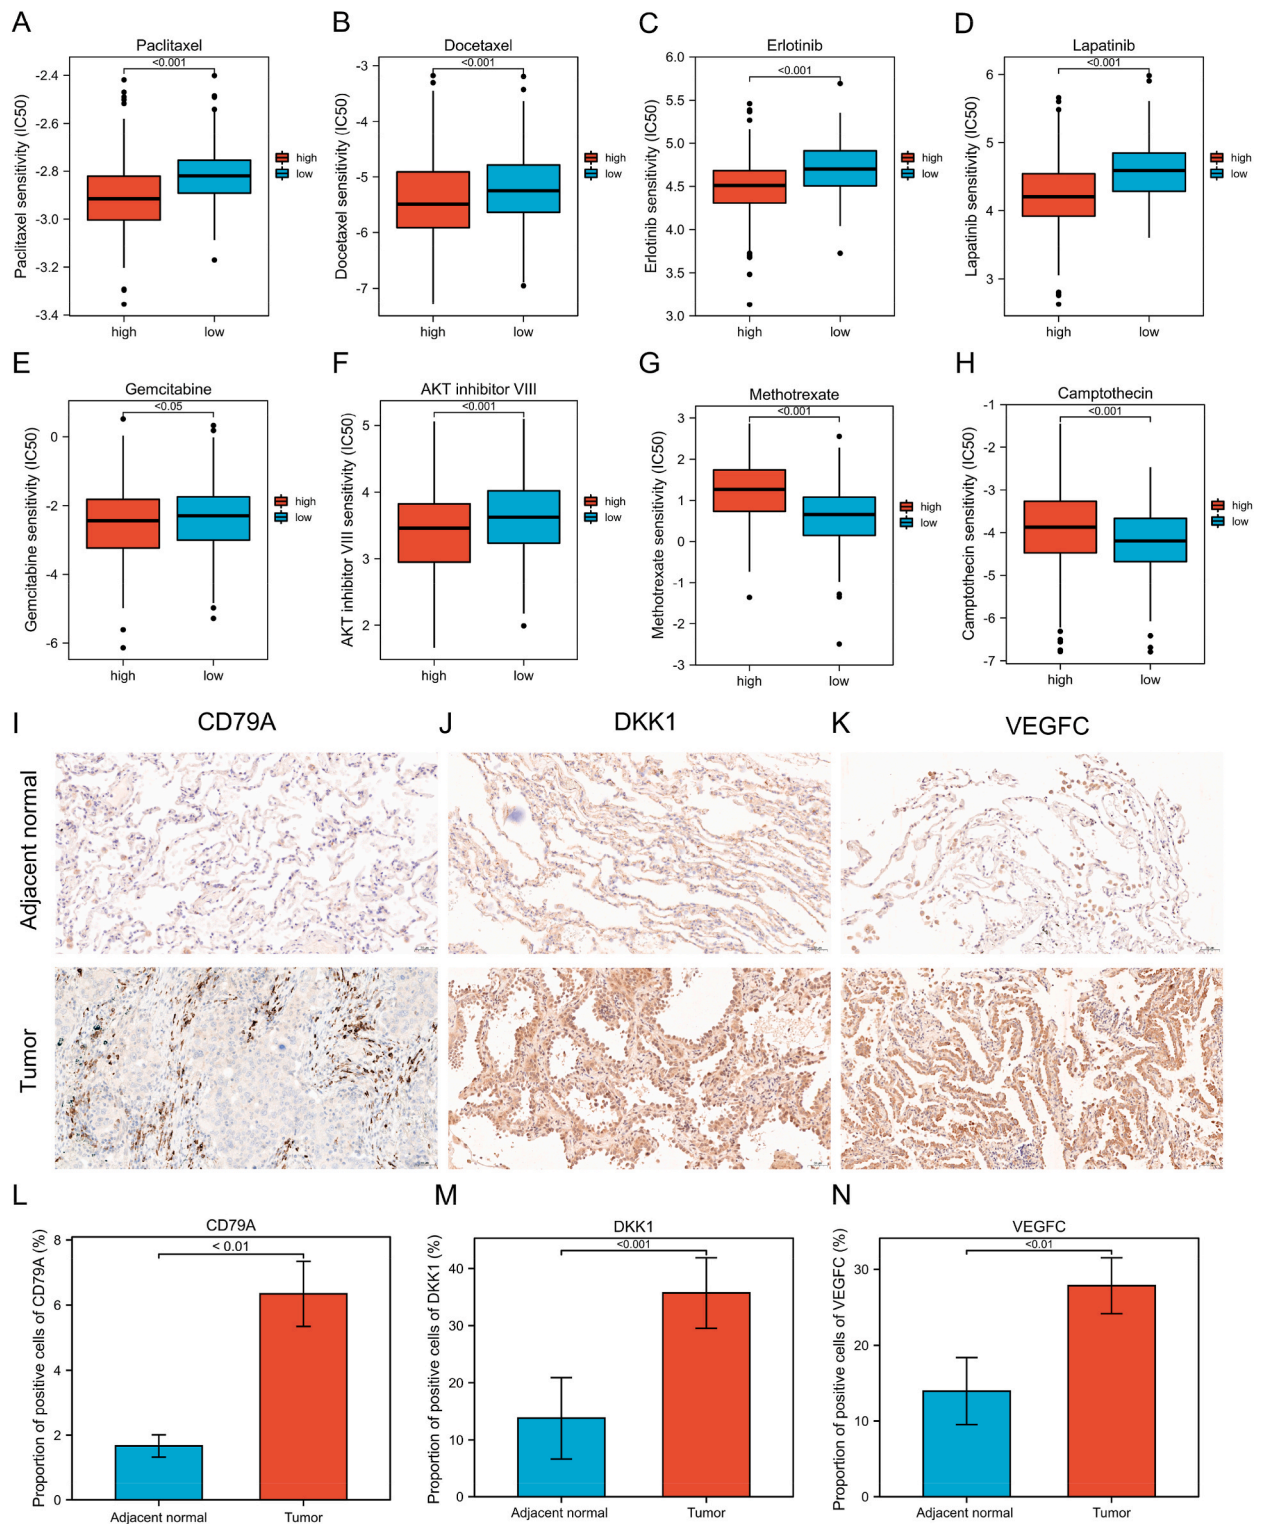 A
Paclitaxel
<0.001
Paclitaxel sensitivity (IC50)
-2.4
-2.6
-2.8
-3.0
-3.2
-3.4
high
low
high
low
B
Docetaxel
<0.001
Docetaxel sensitivity (IC50)
-3
-4
-5
-6
-7
high
low
high
low
C
Erlotinib
<0.001
Erlotinib sensitivity (IC50)
6.0
5.5
5.0
4.5
4.0
3.5
3.0
high
low
high
low
D
Lapatinib
<0.001
Lapatinib sensitivity (IC50)
6
5
4
3
high
low
high
low
E
Gemcitabine
<0.05
Gemcitabine sensitivity (IC50)
0
-2
-4
-6
high
low
high
low
F
AKT inhibitor VIII
<0.001
AKT inhibitor VIII sensitivity (IC50)
5
4
3
2
high
low
high
low
G
Methotrexate
<0.001
Methotrexate sensitivity (IC50)
3
2
1
0
-1
-2
-3
high
low
high
low
H
Camptothecin
<0.001
Camptothecin sensitivity (IC50)
-1
-2
-3
-4
-5
-6
-7
high
low
high
low
I
CD79A
J
DKK1
K
VEGFC
Adjacent normal
Tumor
L
CD79A
< 0.01
Proportion of positive cells of CD79A (%)
8
6
4
2
0
Adjacent normal
Tumor
M
DKK1
<0.001
Proportion of positive cells of DKK1 (%)
40
30
20
10
0
Adjacent normal
Tumor
N
VEGFC
<0.01
Proportion of positive cells of VEGFC (%)
30
20
10
0
Adjacent normal
Tumor